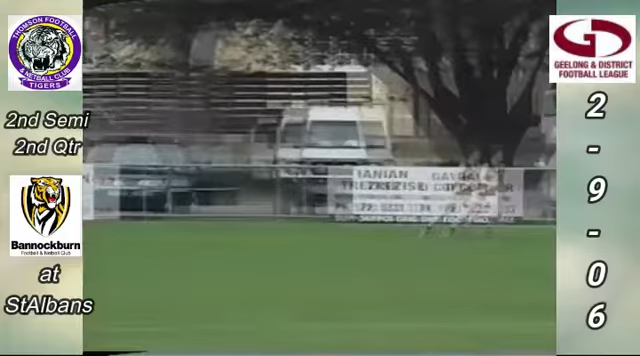 THOMSON FOOTBALL
& NETBALL CLUB
TIGERS
2nd Semi
2nd Qtr
Bannockburn
Football & Netball Club
at
StAlbans
GEELONG & DISTRICT
FOOTBALL LEAGUE
2
-
9
-
0
6